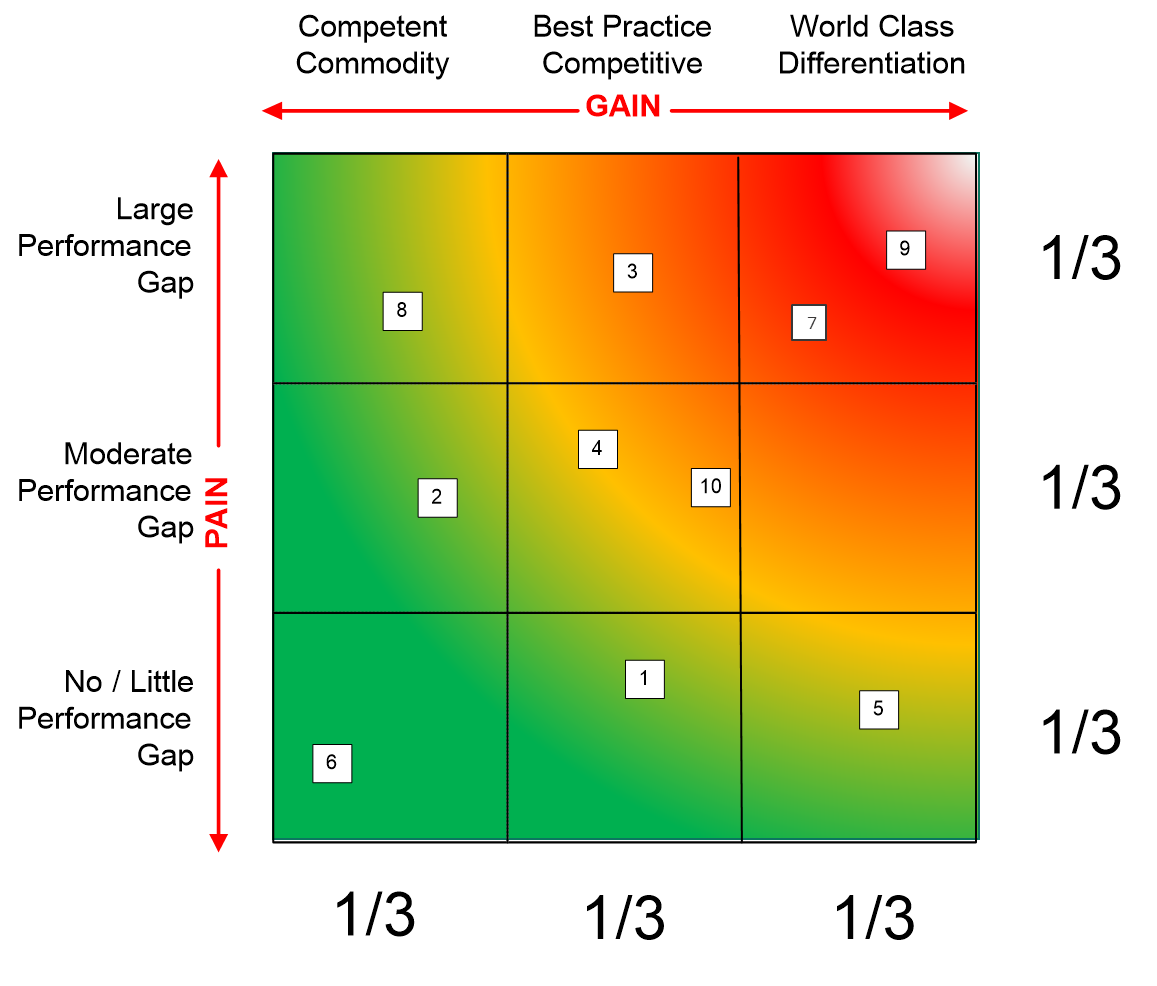 Competent
Commodity
Best Practice
Competitive
World Class
Differentiation
GAIN
Large
Performance
Gap
9
3
8
7
1/3
Moderate
Performance
Gap
PAIN
4
10
2
1/3
No / Little
Performance
Gap
1
5
6
1/3
1/3
1/3
1/3